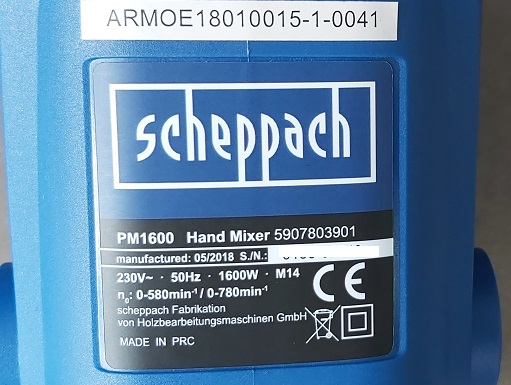 ARMOE18010015-1-0041
scheppach
PM1600 Hand Mixer 5907803901
manufactured: 05/2018 S./N.:
230V~ · 50Hz · 1600W · M14
n₀: 0-580min⁻¹ / 0-780min⁻¹
scheppach Fabrikation
von Holzbearbeitungsmaschinen GmbH
MADE IN PRC
CE